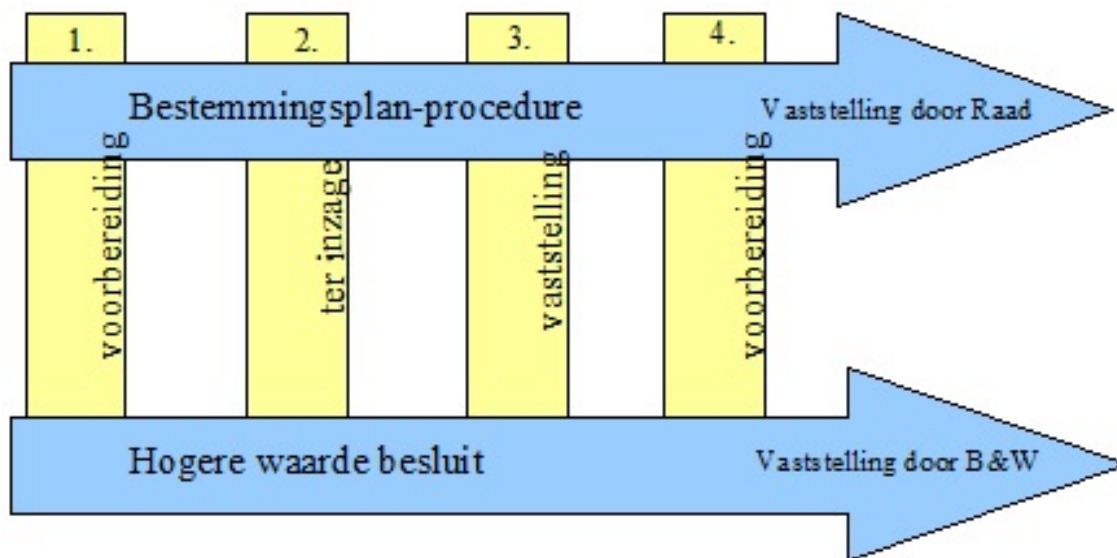 1.
2.
3.
4.
Bestemmingsplan-procedure
Vaststelling door Raad
voorbereiding
ter inzage
vaststelling
voorbereiding
Hogere waarde besluit
Vaststelling door B&W